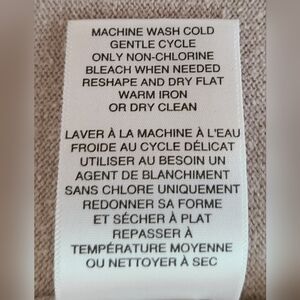 MACHINE WASH COLD
GENTLE CYCLE
ONLY NON-CHLORINE
BLEACH WHEN NEEDED
RESHAPE AND DRY FLAT
WARM IRON
OR DRY CLEAN
LAVER À LA MACHINE À L'EAU
FROIDE AU CYCLE DÉLICAT
UTILISER AU BESOIN UN
AGENT DE BLANCHIMENT
SANS CHLORE UNIQUEMENT
REDONNER SA FORME
ET SÉCHER À PLAT
REPASSER À
TEMPÉRATURE MOYENNE
OU NETTOYER À SEC